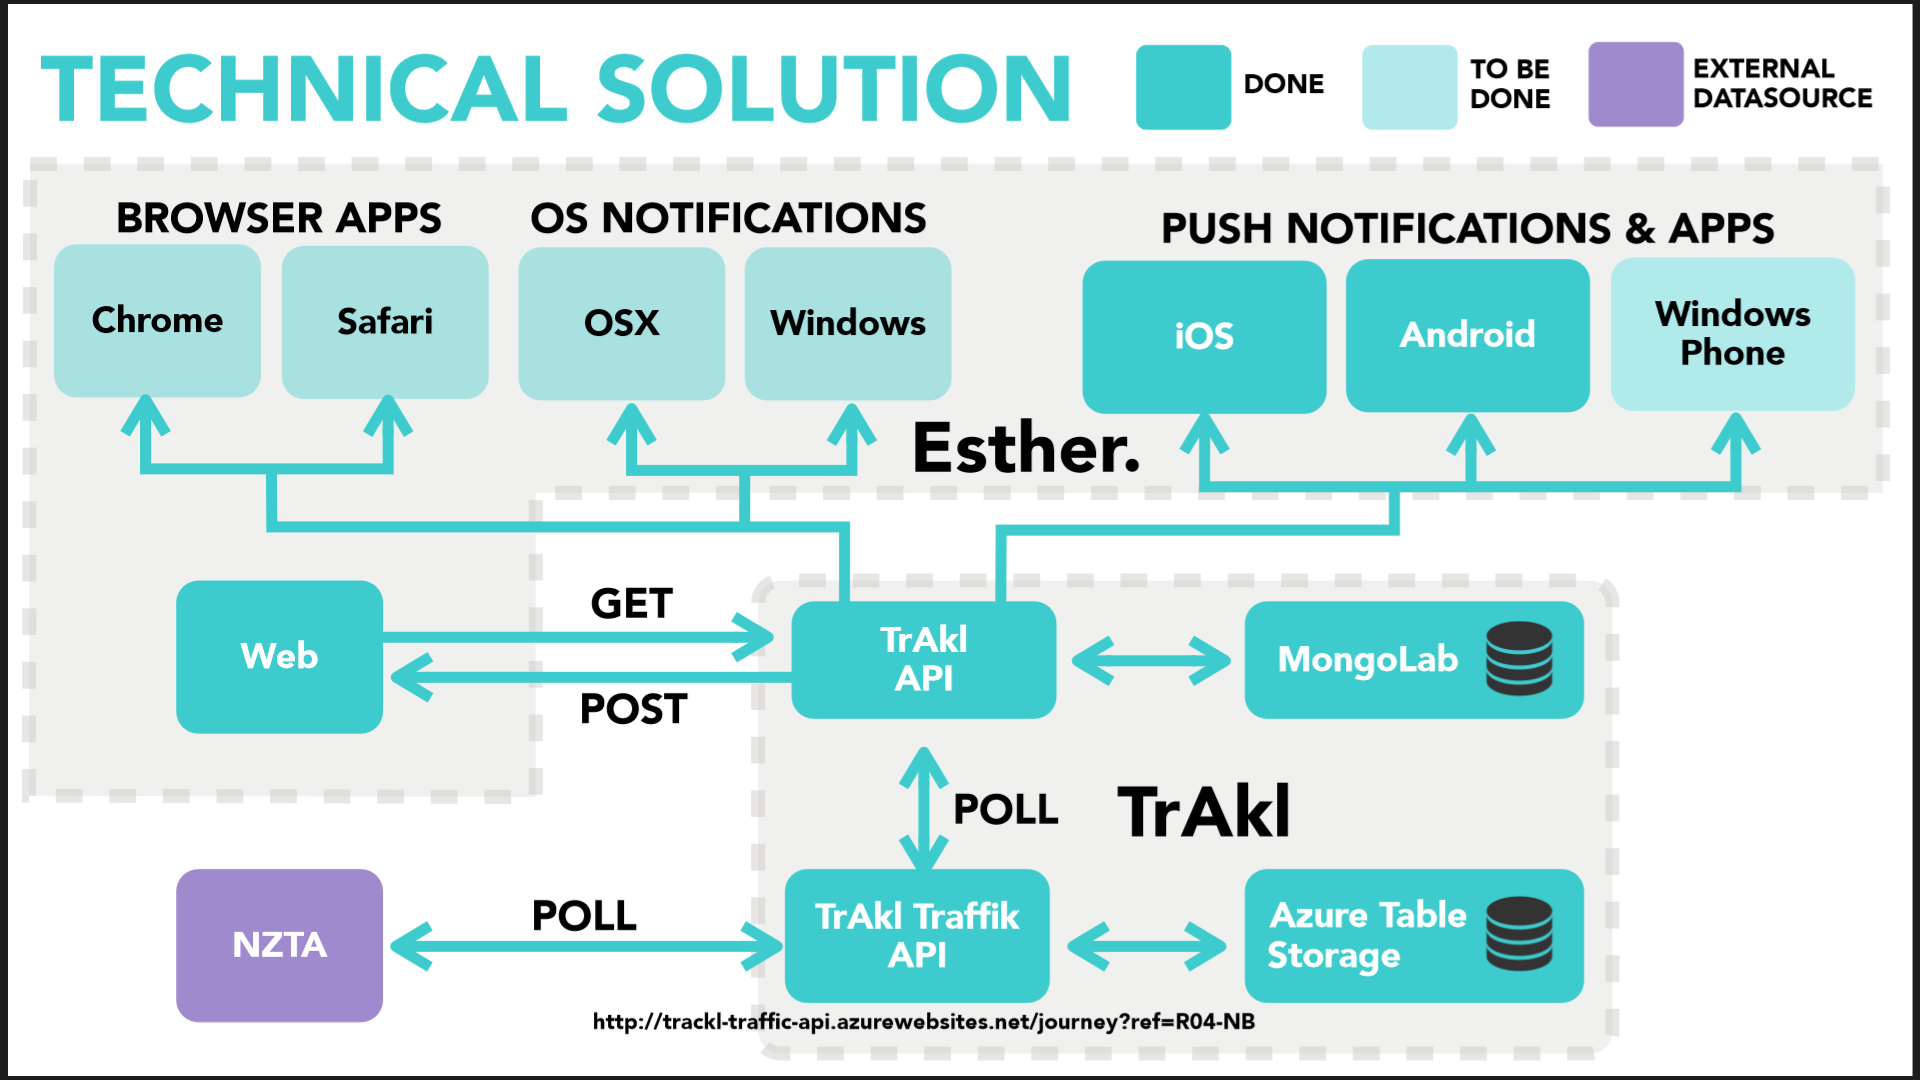 TECHNICAL SOLUTION
DONE
TO BE
DONE
EXTERNAL
DATASOURCE
BROWSER APPS
OS NOTIFICATIONS
PUSH NOTIFICATIONS & APPS
Chrome
Safari
OSX
Windows
iOS
Android
Windows
Phone
Esther.
Web
GET
POST
TrAkl
API
MongoLab
POLL
TrAkl
NZTA
POLL
TrAkl Traffik
API
Azure Table
Storage
http://trackl-traffic-api.azurewebsites.net/journey?ref=R04-NB